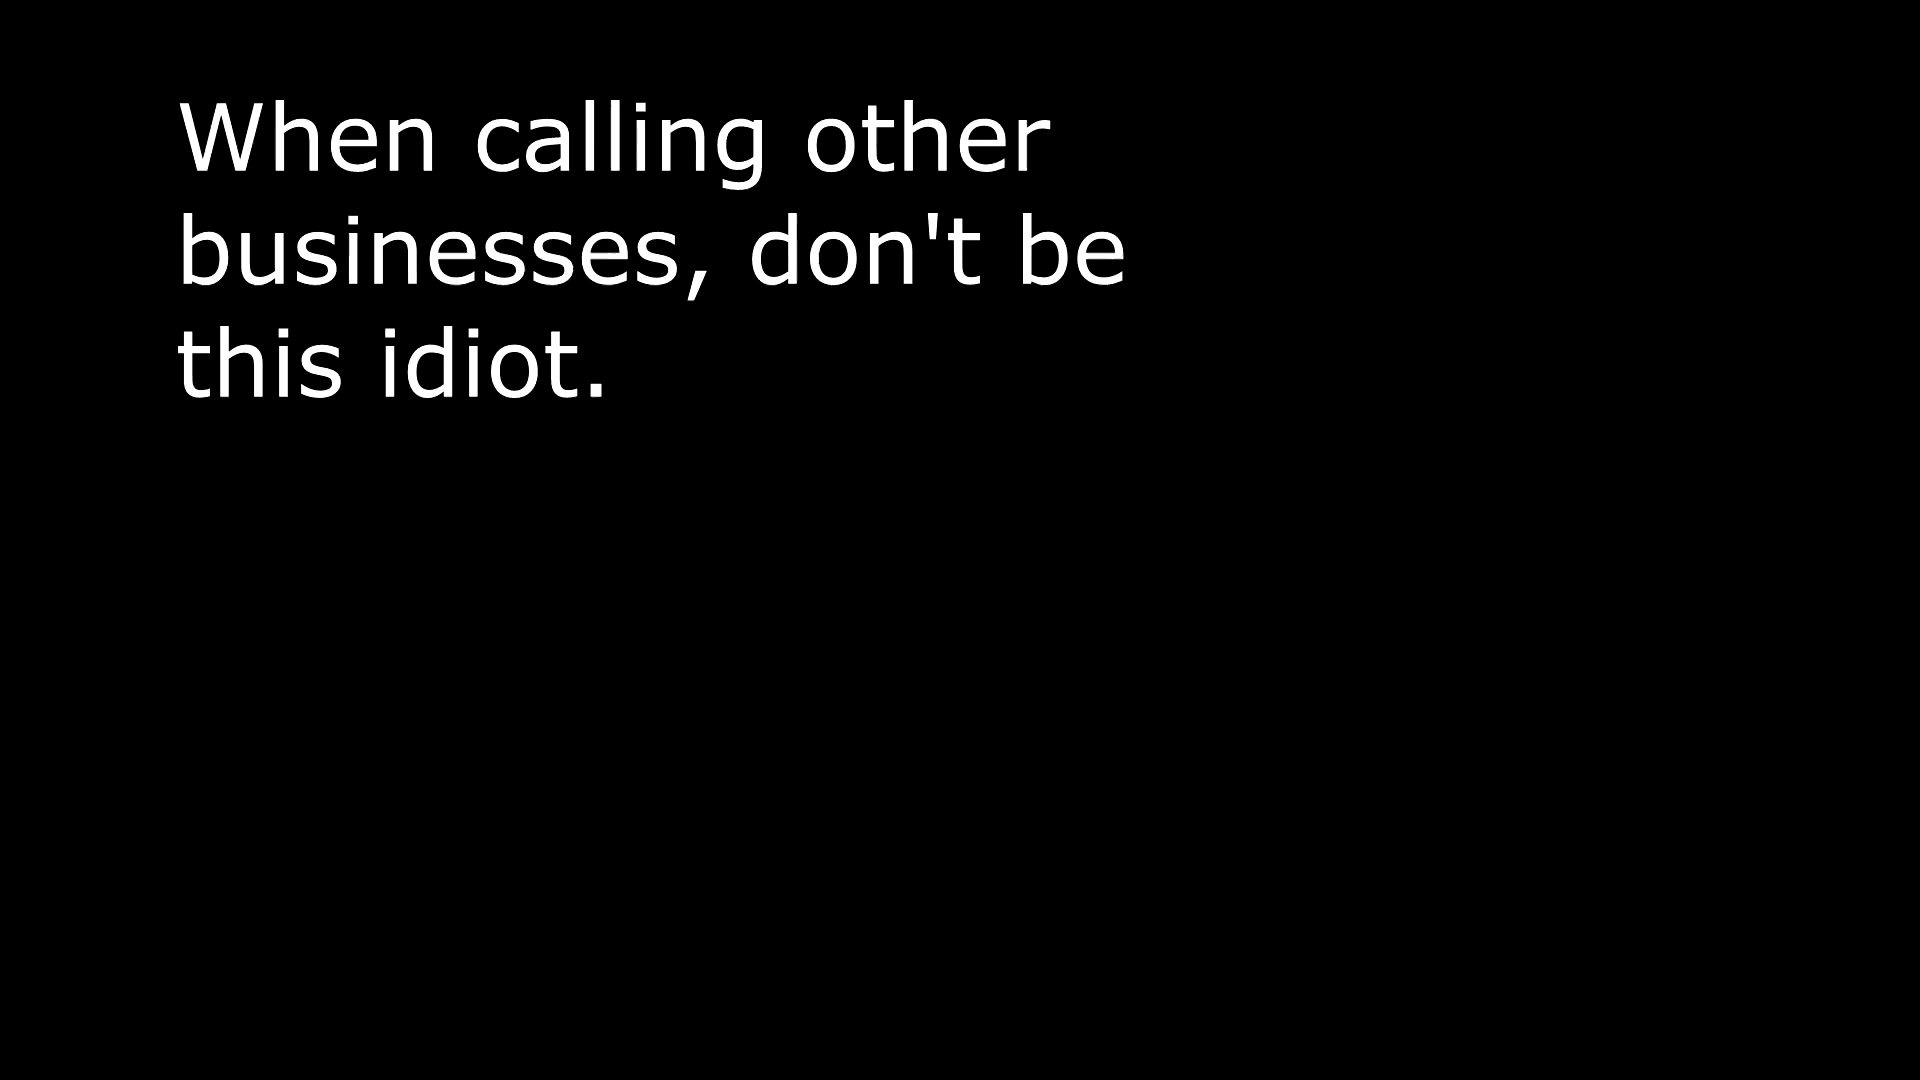 When calling other
businesses, don't be
this idiot.